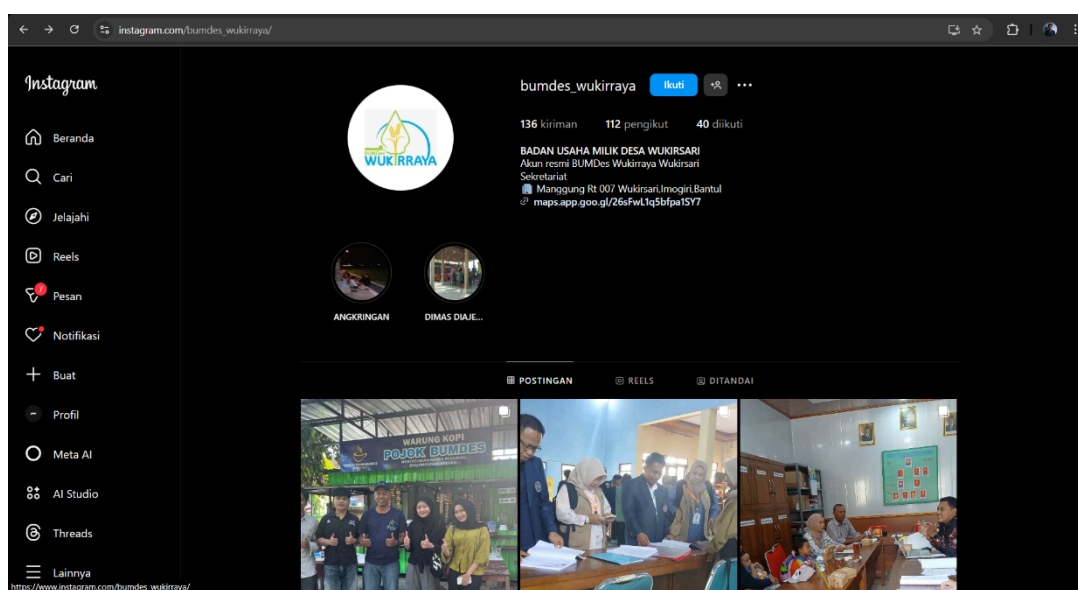 instagram.com/bumdes_wukirraya/
Instagram
Beranda
Cari
Jelajahi
Reels
7
Pesan
Notifikasi
Buat
Profil
Meta AI
AI Studio
Threads
Lainnya
https://www.instagram.com/bumdes_wukirraya/
WUKIRRAYA
bumdes_wukirraya
Ikuti
136 kiriman 112 pengikut 40 diikuti
BADAN USAHA MILIK DESA WUKIRSARI
Akun resmi BUMDes Wukirraya Wukirsari
Sekretariat
Manggung Rt 007 Wukirsari,Imogiri,Bantul
maps.app.goo.gl/26sFwL1q5bfpa1SY7
ANGKRINGAN
DIMAS DIAJE...
POSTINGAN
REELS
DITANDAI
WARUNG KOPI
POJOK BUMDES